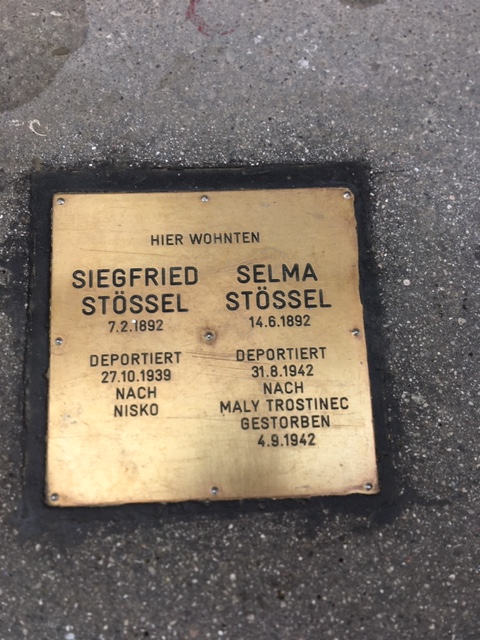 HIER WOHNTEN
SIEGFRIED
STÖSSEL
7.2.1892
DEPORTIERT
27.10.1939
NACH
NISKO
SELMA
STÖSSEL
14.6.1892
DEPORTIERT
31.8.1942
NACH
MALY TROSTINEC
GESTORBEN
4.9.1942